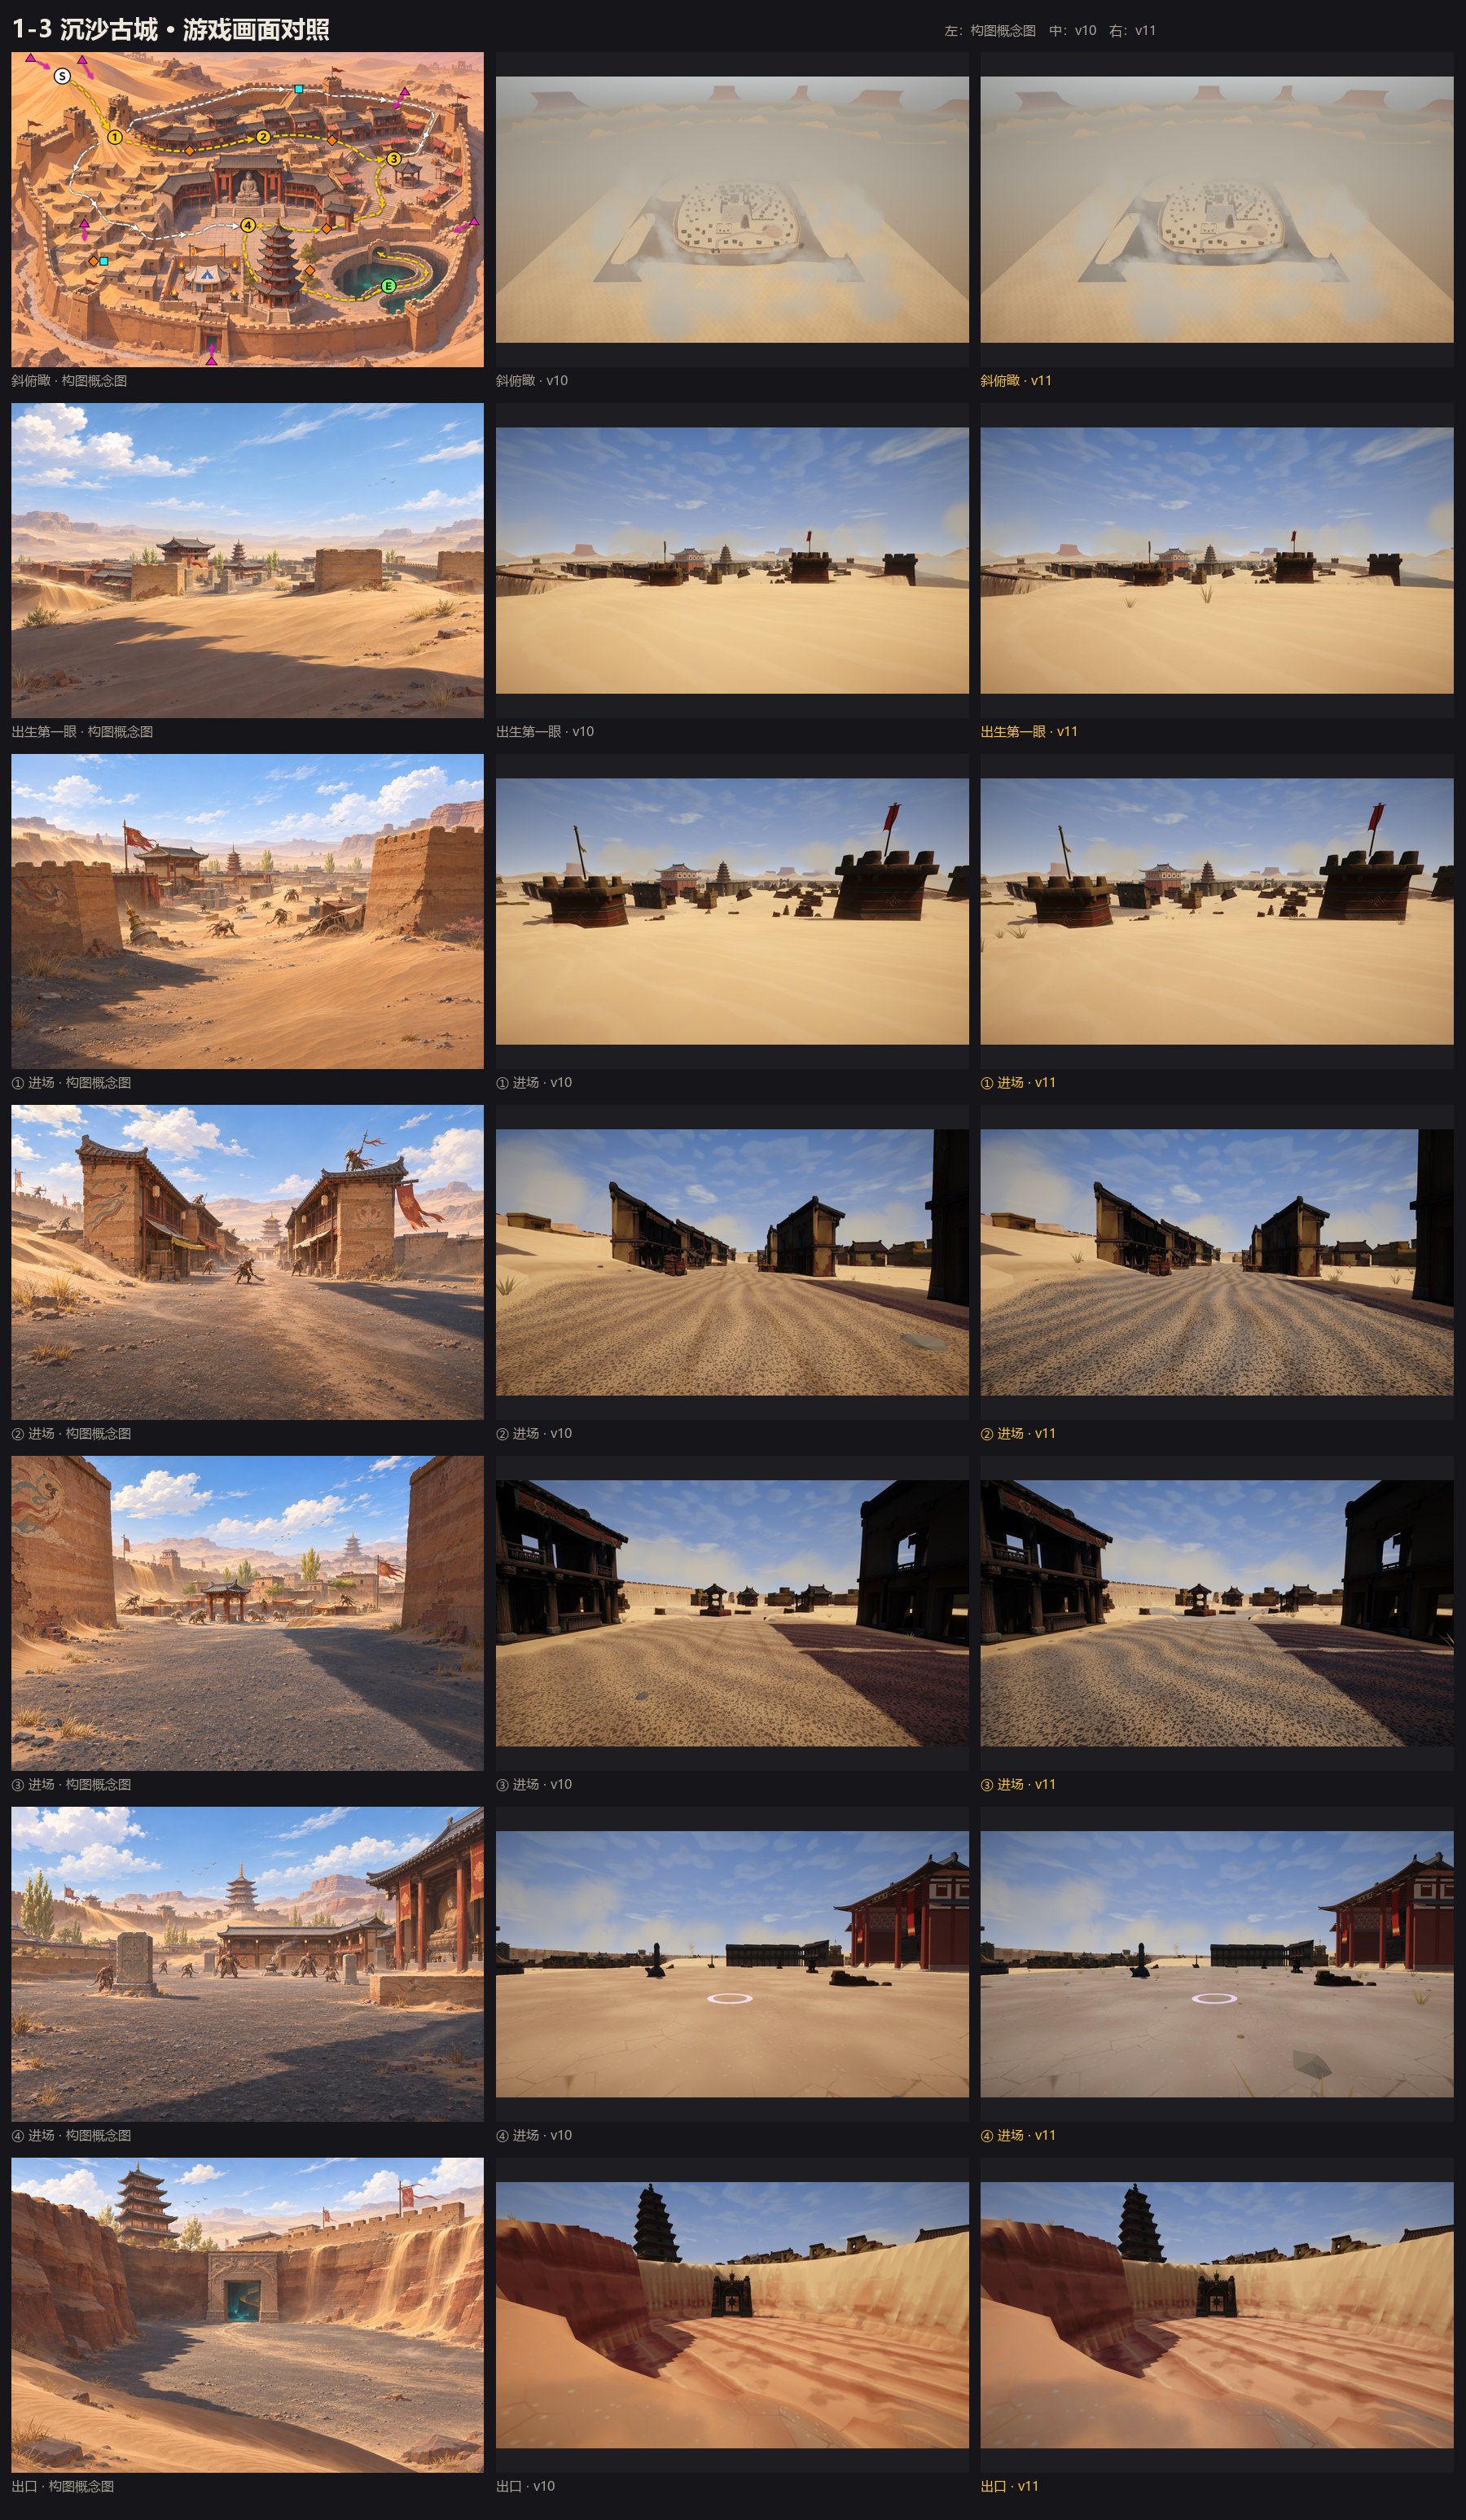 1-3 沉沙古城 • 游戏画面对照
左：构图概念图 中：v10 右：v11
S
1
2
3
4
E
斜俯瞰 · 构图概念图
斜俯瞰 · v10
斜俯瞰 · v11
出生第一眼 · 构图概念图
出生第一眼 · v10
出生第一眼 · v11
① 进场 · 构图概念图
① 进场 · v10
① 进场 · v11
② 进场 · 构图概念图
② 进场 · v10
② 进场 · v11
③ 进场 · 构图概念图
③ 进场 · v10
③ 进场 · v11
④ 进场 · 构图概念图
④ 进场 · v10
④ 进场 · v11
出口 · 构图概念图
出口 · v10
出口 · v11